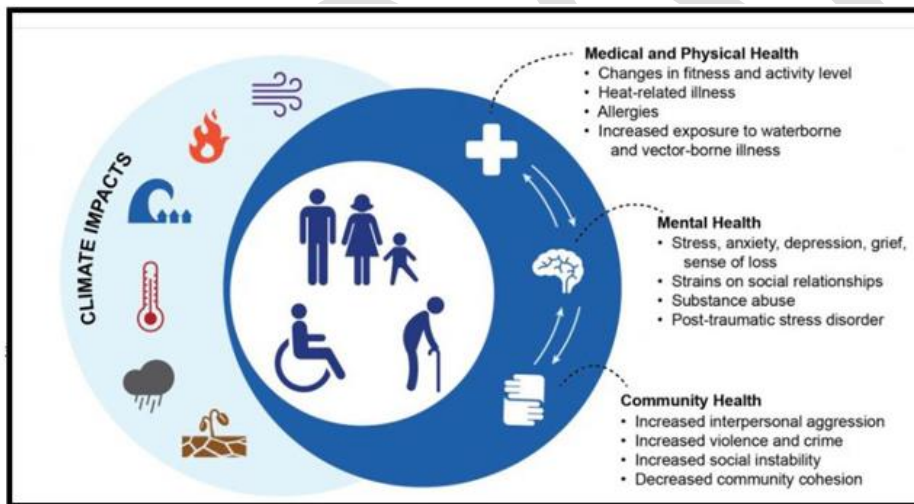 CLIMATE IMPACTS
Medical and Physical Health
• Changes in fitness and activity level
• Heat-related illness
• Allergies
• Increased exposure to waterborne
and vector-borne illness
Mental Health
• Stress, anxiety, depression, grief,
sense of loss
• Strains on social relationships
• Substance abuse
• Post-traumatic stress disorder
Community Health
• Increased interpersonal aggression
• Increased violence and crime
• Increased social instability
• Decreased community cohesion